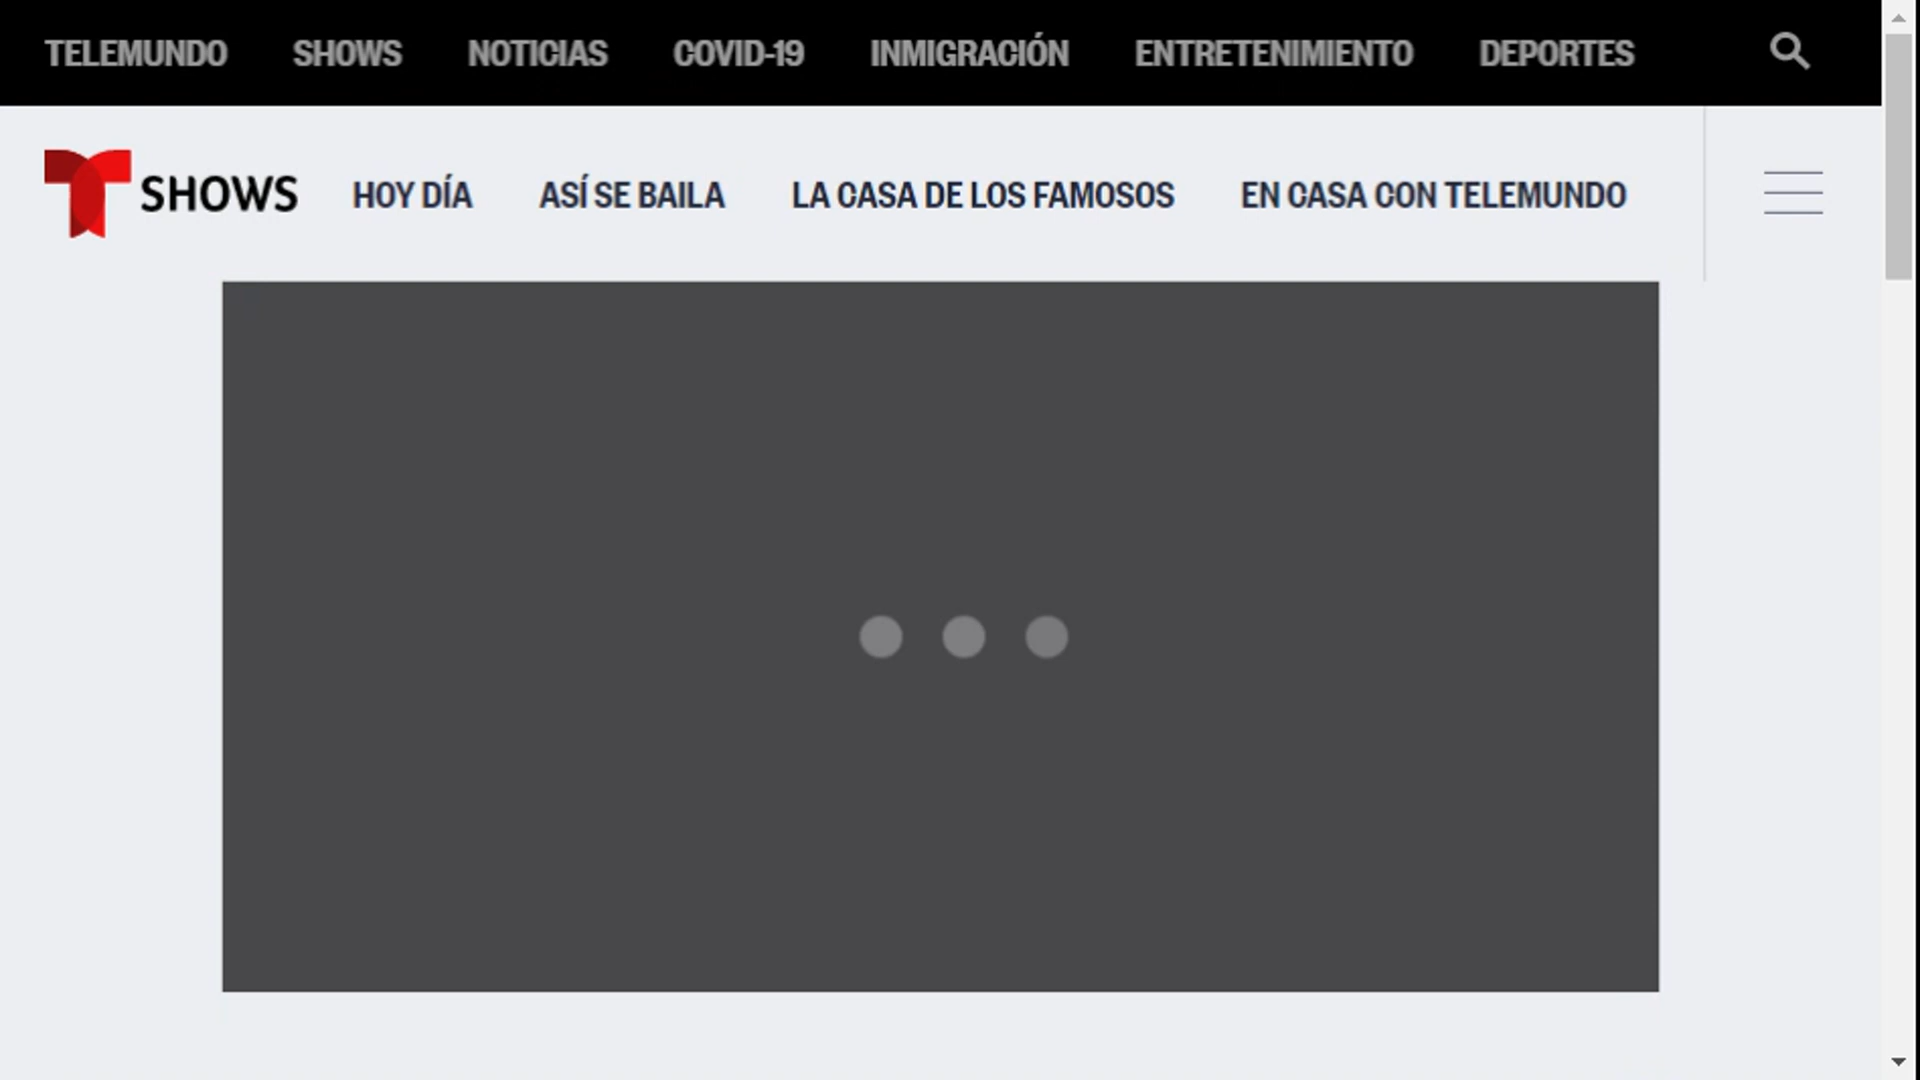 TELEMUNDO SHOWS NOTICIAS COVID-19 INMIGRACIÓN ENTRETENIMIENTO DEPORTES
SHOWS HOY DÍA ASÍ SE BAILA LA CASA DE LOS FAMOSOS EN CASA CON TELEMUNDO